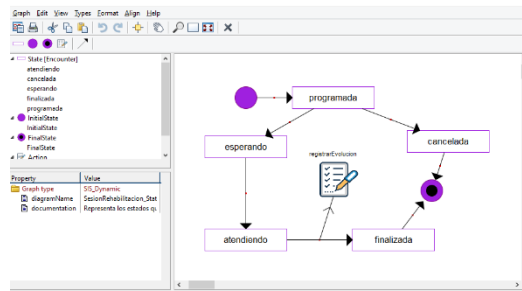 Graph Edit View Types Format Align Help
State [Encounter]
atendiendo
cancelada
esperando
finalizada
programada
InitialState
InitialState
FinalState
FinalState
Action
Property Value
Graph type SIS_Dynamic
diagramName SesionRehabilitacion_Stat
documentation Representa los estados qu
programada
esperando
cancelada
registrarEvolucion
atendiendo
finalizada